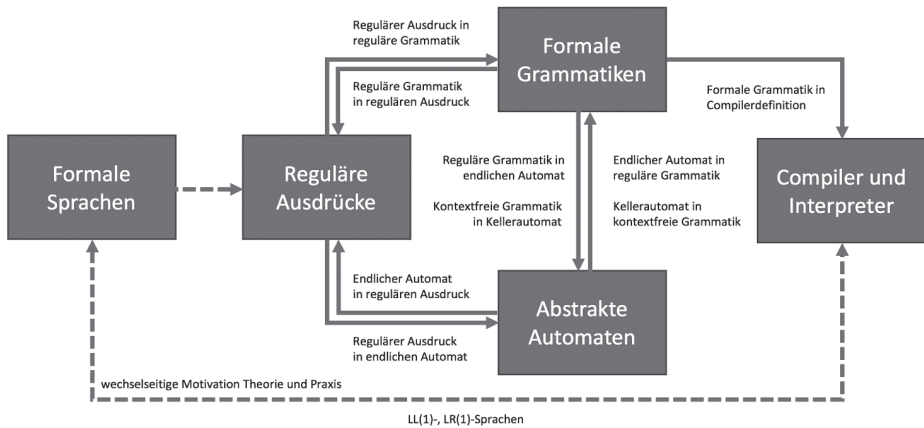 Regulärer Ausdruck in
reguläre Grammatik
Formale
Grammatiken
Reguläre Grammatik
in regulären Ausdruck
Formale Grammatik in
Compilerdefinition
Formale
Sprachen
Reguläre
Ausdrücke
Reguläre Grammatik in
endlichen Automat
Kontextfreie Grammatik
in Kellerautomat
Endlicher Automat in
reguläre Grammatik
Kellerautomat in
kontextfreie Grammatik
Compiler und
Interpreter
Endlicher Automat
in regulären Ausdruck
Abstrakte
Automaten
Regulärer Ausdruck
in endlichen Automat
wechselseitige Motivation Theorie und Praxis
LL(1)-, LR(1)-Sprachen